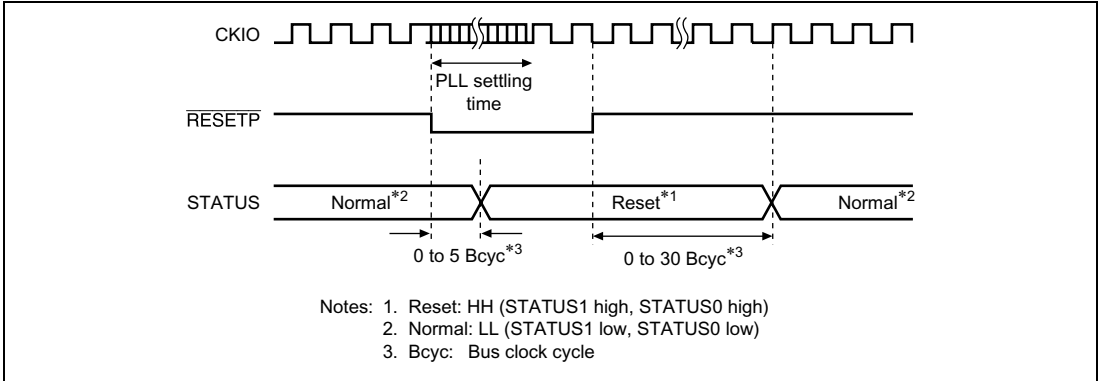 CKIO
PLL settling
time
RESETP
STATUS
Normal*2
Reset*1
Normal*2
0 to 5 Bcyc*3
0 to 30 Bcyc*3
Notes: 1. Reset: HH (STATUS1 high, STATUS0 high)
2. Normal: LL (STATUS1 low, STATUS0 low)
3. Bcyc: Bus clock cycle